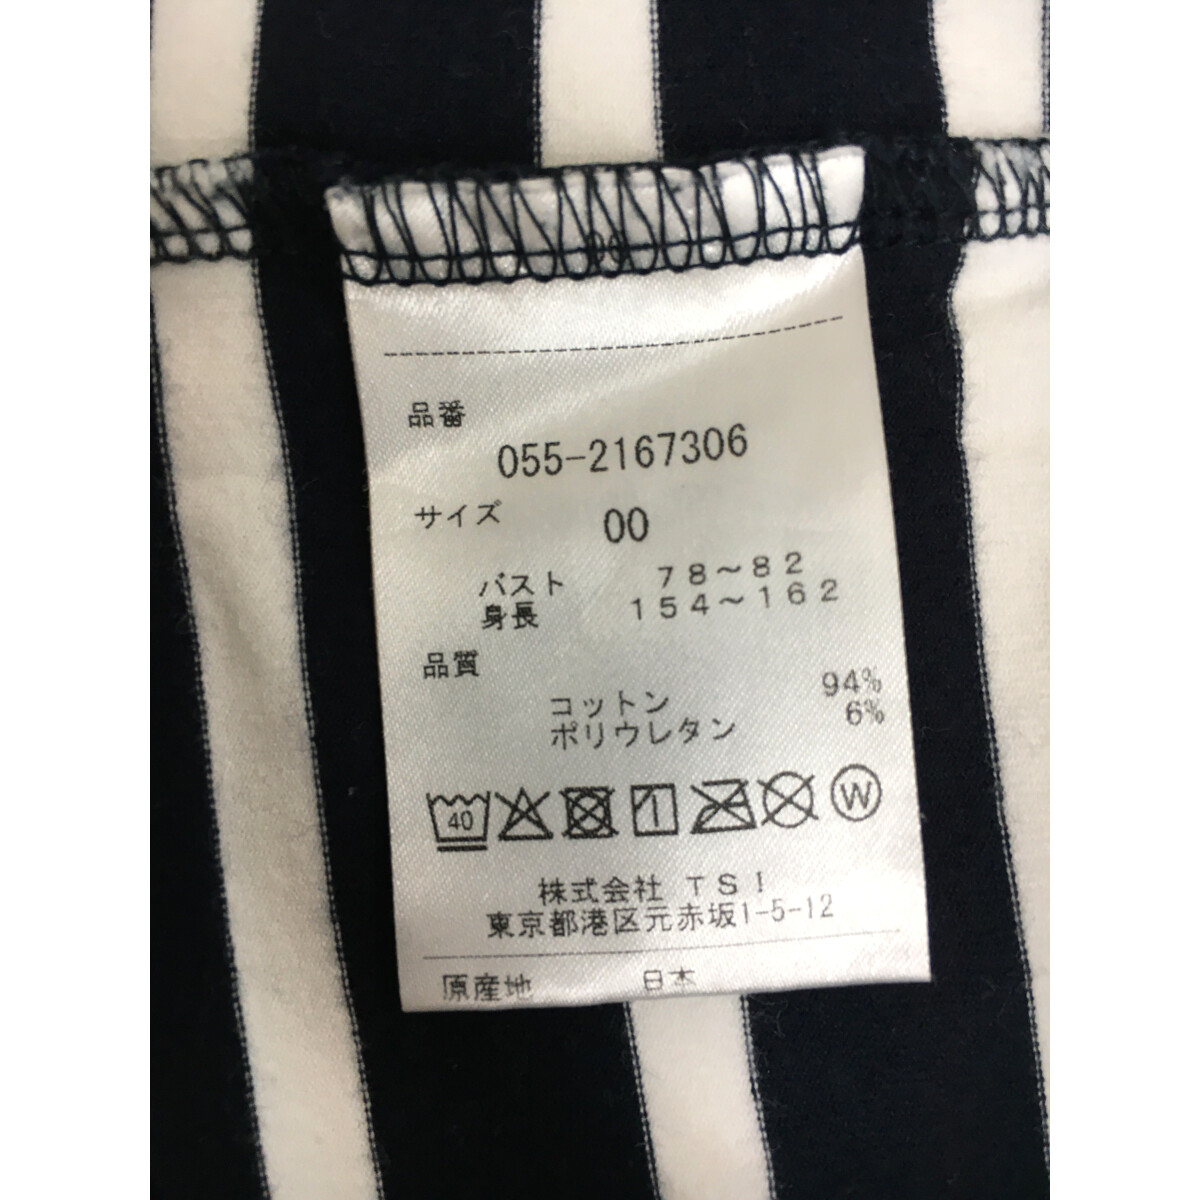 品番
055-2167306
サイズ 00
バスト 78～82
身長 154～162
品質
コットン 94%
ポリウレタン 6%
40 W
株式会社 TSI
東京都港区元赤坂1-5-12
原産地 日本